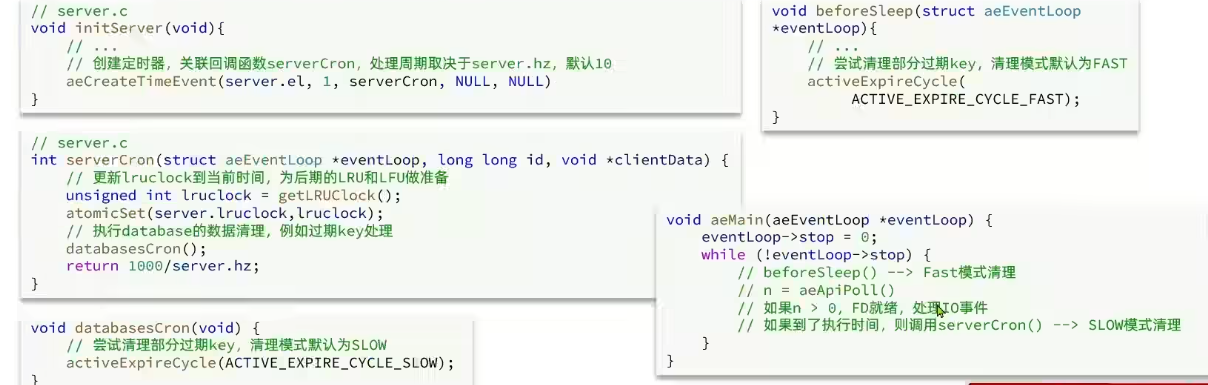 // server.c
void initServer(void){
// ...
// 创建定时器，关联回调函数serverCron，处理周期取决于server.hz，默认10
aeCreateTimeEvent(server.el, 1, serverCron, NULL, NULL)
}
// server.c
int serverCron(struct aeEventLoop *eventLoop, long long id, void *clientData) {
// 更新lruclock到当前时间，为后期的LRU和LFU做准备
unsigned int lruclock = getLRUClock();
atomicSet(server.lruclock,lruclock);
// 执行database的数据清理，例如过期key处理
databasesCron();
return 1000/server.hz;
}
void databasesCron(void) {
// 尝试清理部分过期key，清理模式默认为SLOW
activeExpireCycle(ACTIVE_EXPIRE_CYCLE_SLOW);
}
void beforeSleep(struct aeEventLoop
*eventLoop){
// ...
// 尝试清理部分过期key，清理模式默认为FAST
activeExpireCycle(
ACTIVE_EXPIRE_CYCLE_FAST);
}
void aeMain(aeEventLoop *eventLoop) {
eventLoop->stop = 0;
while (!eventLoop->stop) {
// beforeSleep() --> Fast模式清理
// n = aeApiPoll()
// 如果n > 0，FD就绪，处理IO事件
// 如果到了执行时间，则调用serverCron() --> SLOW模式清理
}
}